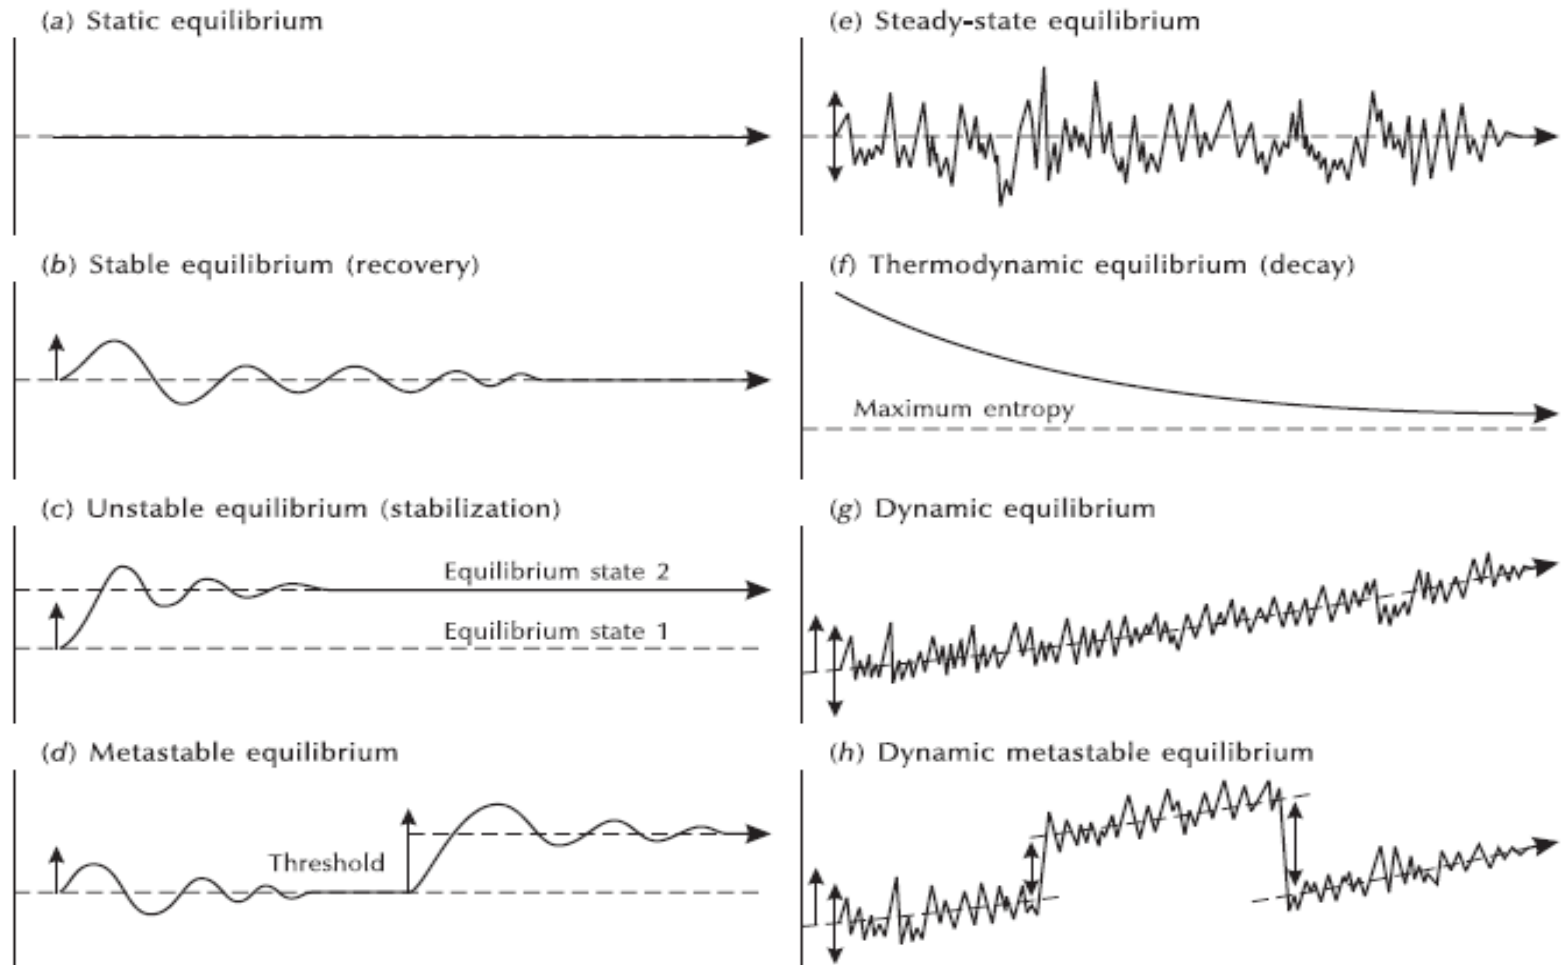 (a) Static equilibrium
(b) Stable equilibrium (recovery)
(c) Unstable equilibrium (stabilization)
Equilibrium state 2
Equilibrium state 1
(d) Metastable equilibrium
Threshold
(e) Steady-state equilibrium
(f) Thermodynamic equilibrium (decay)
Maximum entropy
(g) Dynamic equilibrium
(h) Dynamic metastable equilibrium